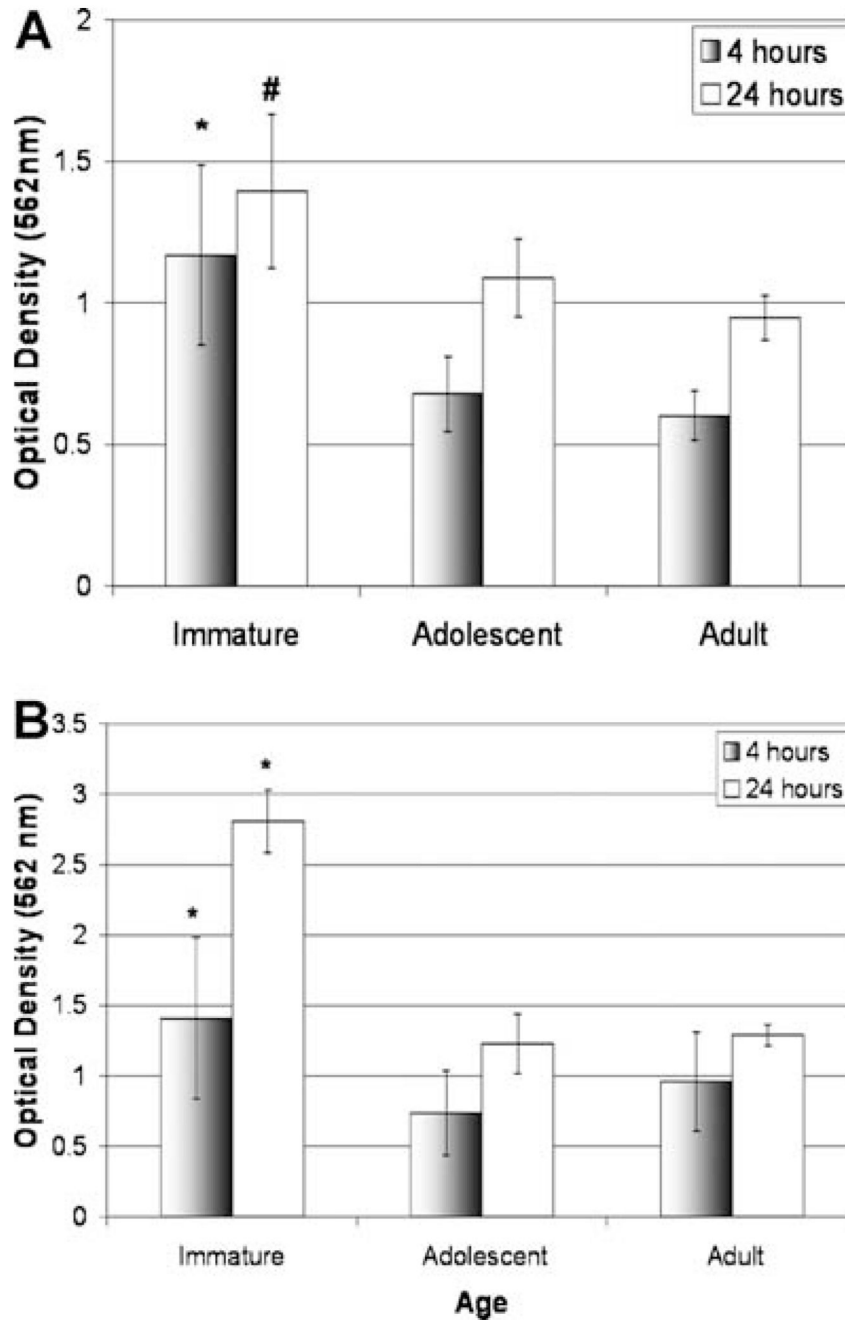 A
2
4 hours
24 hours
#
*
1.5
1
0.5
0
Optical Density (562nm)
Immature Adolescent Adult
B
3.5
4 hours
24 hours
*
3
2.5
*
2
1.5
1
0.5
0
Optical Density (562 nm)
Immature Adolescent Adult
Age